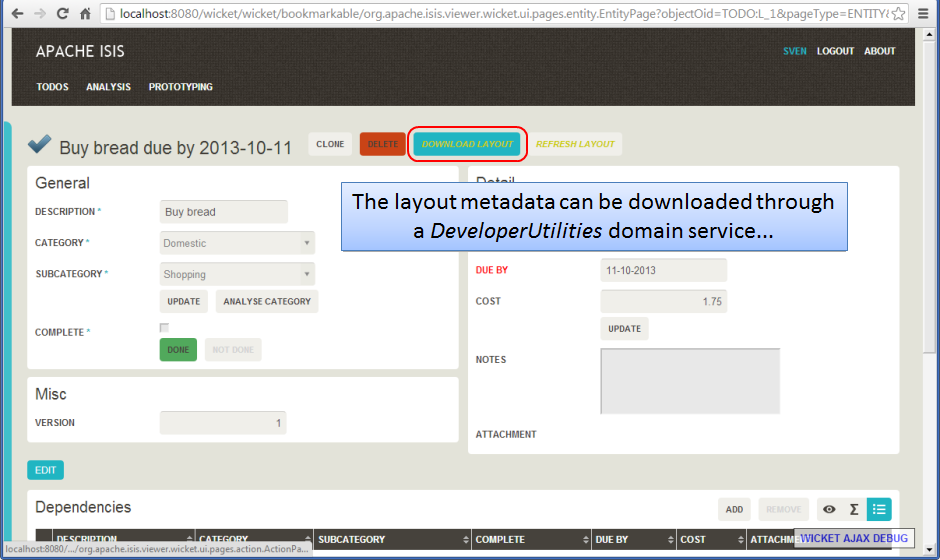 localhost:8080/wicket/wicket/bookmarkable/org.apache.isis.viewer.wicket.ui.pages.entity.EntityPage?objectOid=TODO:L_1&pageType=ENTITY&
APACHE ISIS
SVEN LOGOUT ABOUT
TODOS ANALYSIS PROTOTYPING
Buy bread due by 2013-10-11 CLONE DELETE DOWNLOAD LAYOUT REFRESH LAYOUT
General
Detail
The layout metadata can be downloaded through
a DeveloperUtilities domain service...
DESCRIPTION * Buy bread
CATEGORY * Domestic
SUBCATEGORY * Shopping
UPDATE ANALYSE CATEGORY
COMPLETE *
DONE NOT DONE
DUE BY 11-10-2013
COST 1.75
UPDATE
NOTES
ATTACHMENT
Misc
VERSION 1
EDIT
Dependencies
ADD REMOVE Σ
DESCRIPTION CATEGORY SUBCATEGORY COMPLETE DUE BY COST ATTACHM
WICKET AJAX DEBUG
localhost:8080/.../org.apache.isis.viewer.wicket.ui.pages.action.ActionPa...